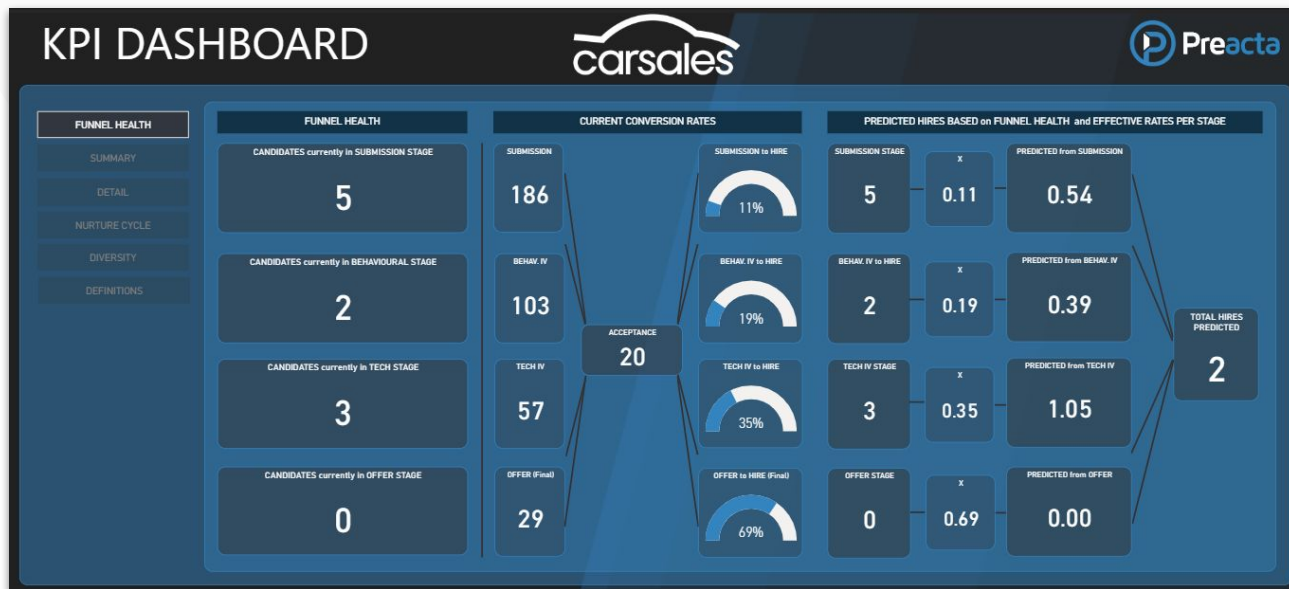 KPI DASHBOARD
carsales
Preacta
FUNNEL HEALTH
SUMMARY
DETAIL
NURTURE CYCLE
DIVERSITY
DEFINITIONS
FUNNEL HEALTH
CANDIDATES currently in SUBMISSION STAGE
5
CANDIDATES currently in BEHAVIOURAL STAGE
2
CANDIDATES currently in TECH STAGE
3
CANDIDATES currently in OFFER STAGE
0
CURRENT CONVERSION RATES
SUBMISSION
186
BEHAV. IV
103
TECH IV
57
OFFER (Final)
29
ACCEPTANCE
20
SUBMISSION to HIRE
11%
BEHAV. IV to HIRE
19%
TECH IV to HIRE
35%
OFFER to HIRE (Final)
69%
PREDICTED HIRES BASED on FUNNEL HEALTH and EFFECTIVE RATES PER STAGE
SUBMISSION STAGE
5
X
0.11
PREDICTED from SUBMISSION
0.54
BEHAV. IV to HIRE
2
X
0.19
PREDICTED from BEHAV. IV
0.39
TECH IV STAGE
3
X
0.35
PREDICTED from TECH IV
1.05
OFFER STAGE
0
X
0.69
PREDICTED from OFFER
0.00
TOTAL HIRES
PREDICTED
2